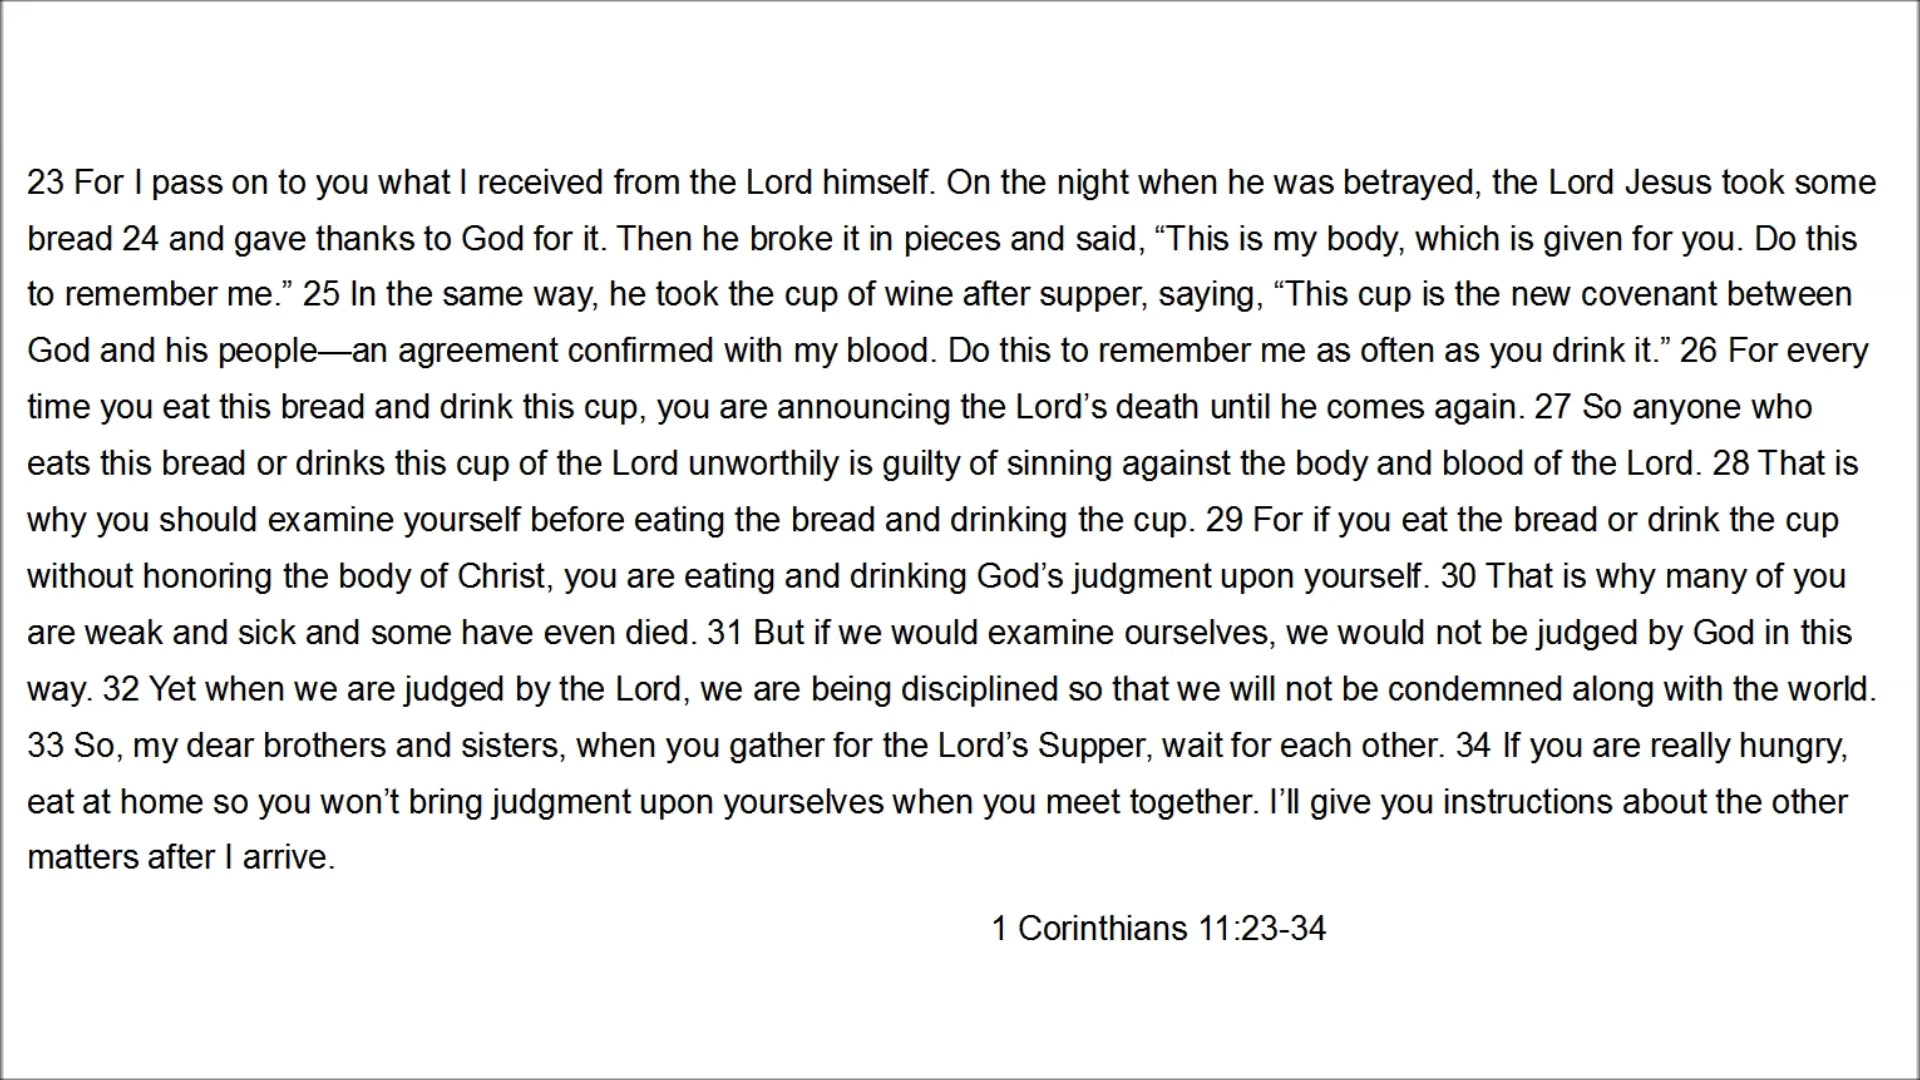 23 For I pass on to you what I received from the Lord himself. On the night when he was betrayed, the Lord Jesus took some
bread 24 and gave thanks to God for it. Then he broke it in pieces and said, “This is my body, which is given for you. Do this
to remember me.” 25 In the same way, he took the cup of wine after supper, saying, “This cup is the new covenant between
God and his people—an agreement confirmed with my blood. Do this to remember me as often as you drink it.” 26 For every
time you eat this bread and drink this cup, you are announcing the Lord’s death until he comes again. 27 So anyone who
eats this bread or drinks this cup of the Lord unworthily is guilty of sinning against the body and blood of the Lord. 28 That is
why you should examine yourself before eating the bread and drinking the cup. 29 For if you eat the bread or drink the cup
without honoring the body of Christ, you are eating and drinking God’s judgment upon yourself. 30 That is why many of you
are weak and sick and some have even died. 31 But if we would examine ourselves, we would not be judged by God in this
way. 32 Yet when we are judged by the Lord, we are being disciplined so that we will not be condemned along with the world.
33 So, my dear brothers and sisters, when you gather for the Lord’s Supper, wait for each other. 34 If you are really hungry,
eat at home so you won’t bring judgment upon yourselves when you meet together. I’ll give you instructions about the other
matters after I arrive.
1 Corinthians 11:23-34